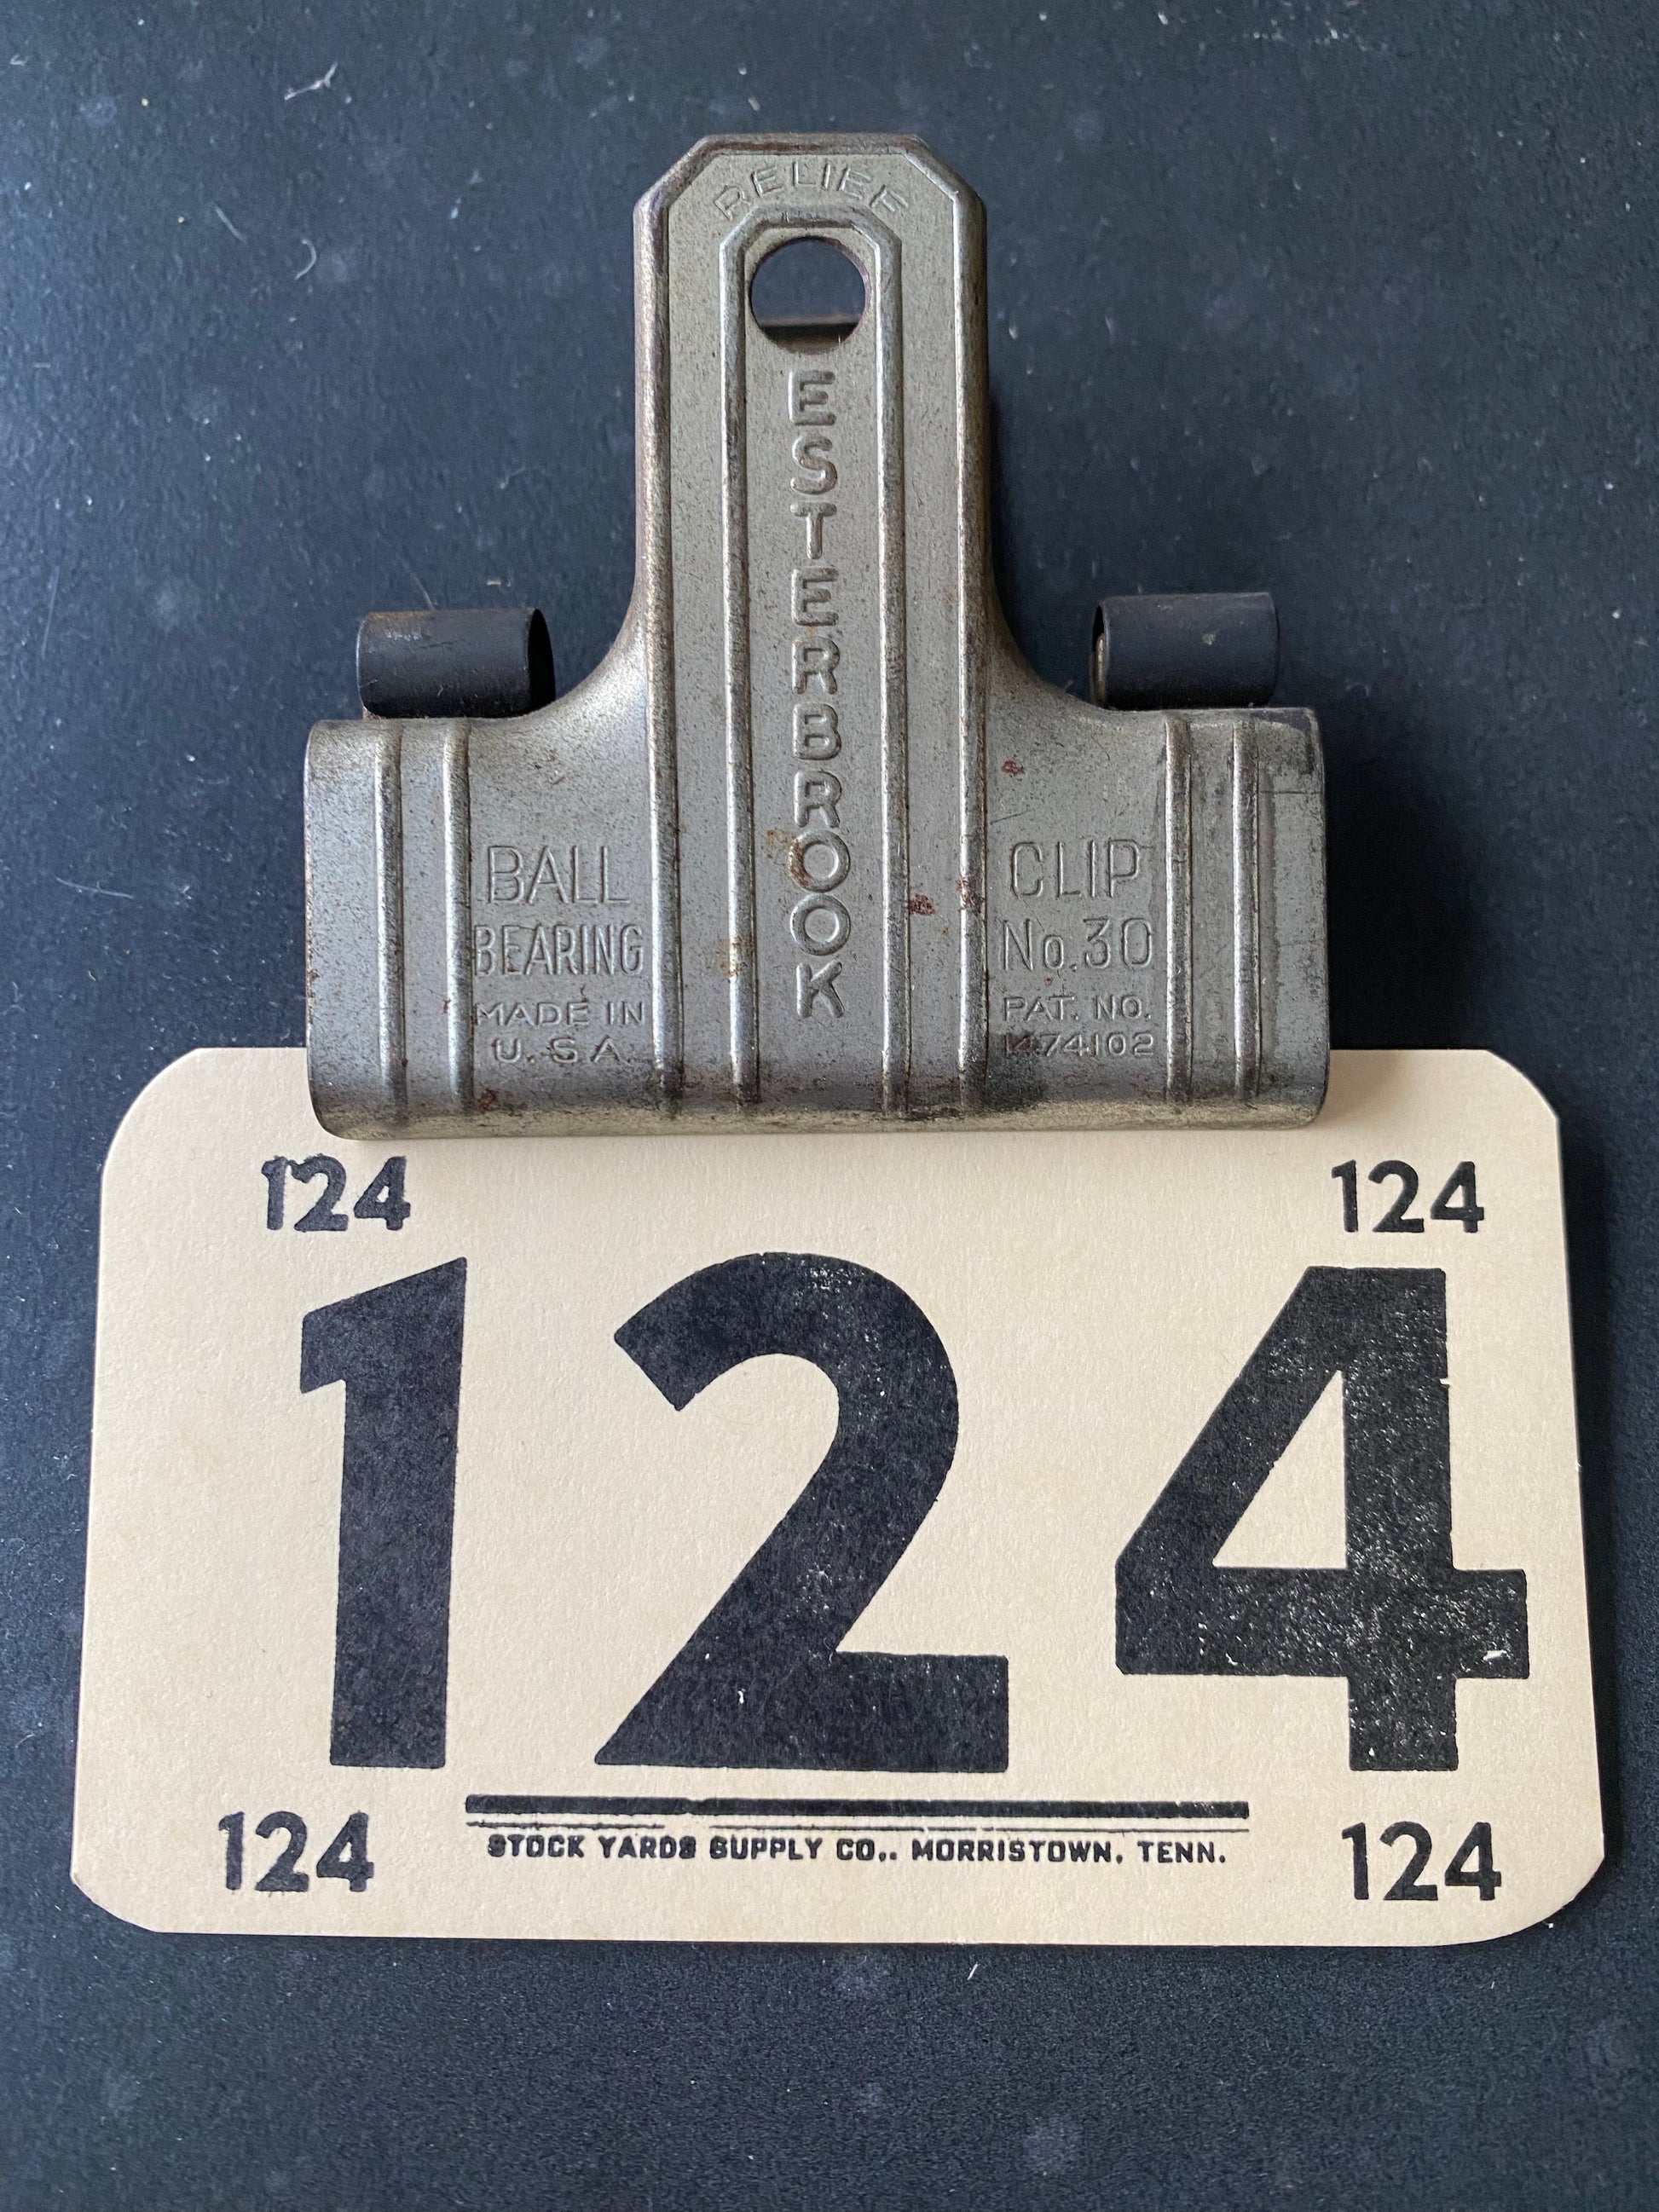 RELIEF
ESTERBROOK
BALL
BEARING
MADE IN
U.S.A.
CLIP
No.30
PAT. NO.
1474102
124 124
124
124 124
STOCK YARDS SUPPLY CO., MORRISTOWN, TENN.